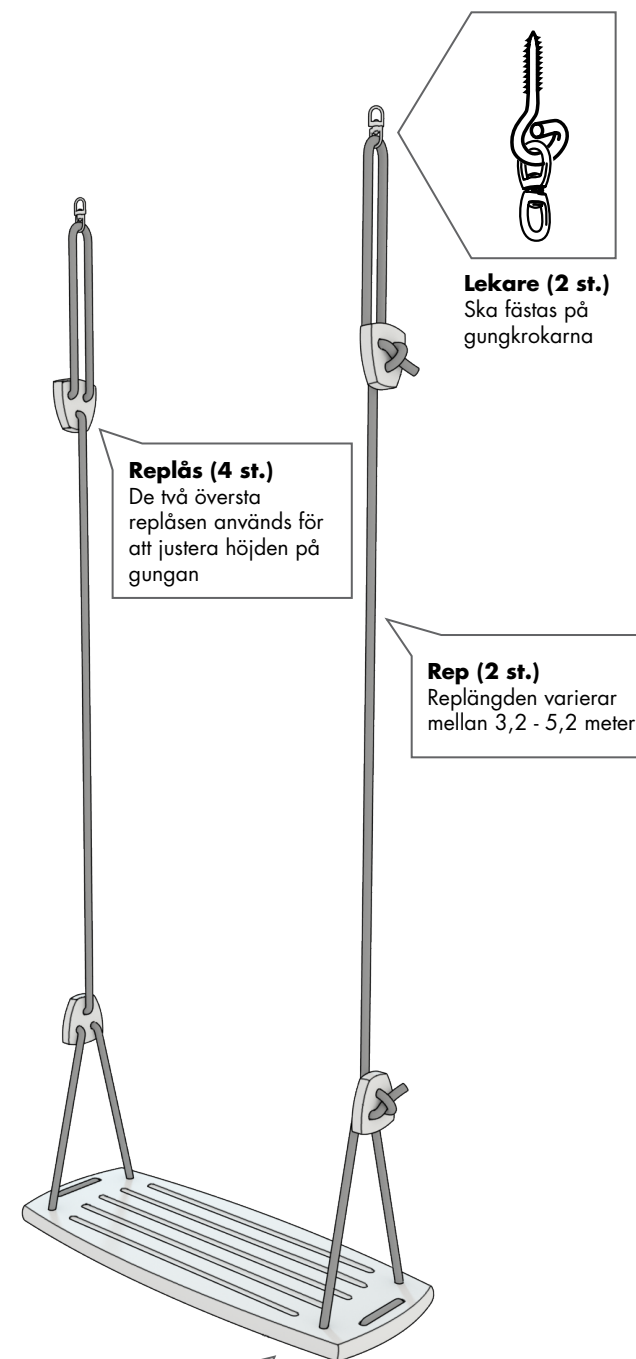 Lekare (2 st.)
Ska fästas på
gungkrokarna
Replås (4 st.)
De två översta
replåsen används för
att justera höjden på
gungan
Rep (2 st.)
Replängden varierar
mellan 3,2 - 5,2 meter